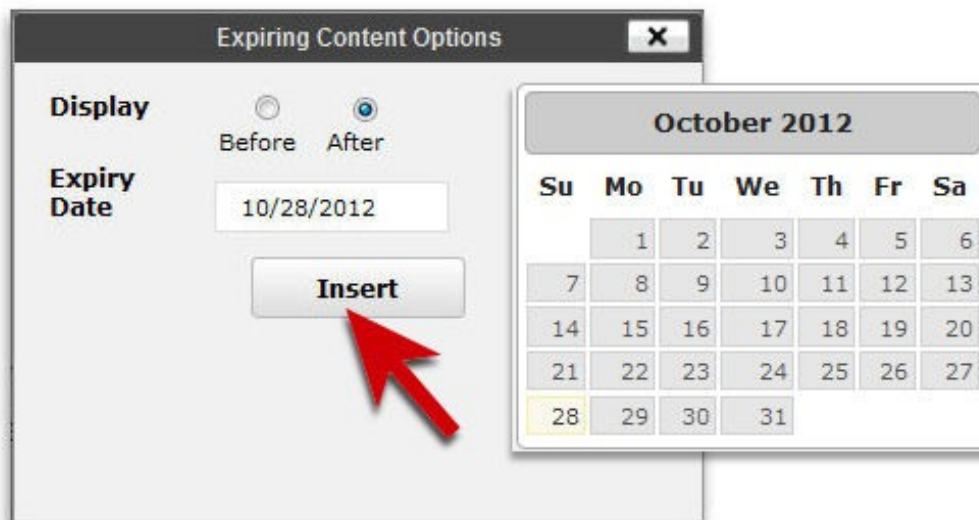 Expiring Content Options
Display
Before After
Expiry
Date
10/28/2012
Insert
October 2012
Su Mo Tu We Th Fr Sa
1 2 3 4 5 6
7 8 9 10 11 12 13
14 15 16 17 18 19 20
21 22 23 24 25 26 27
28 29 30 31